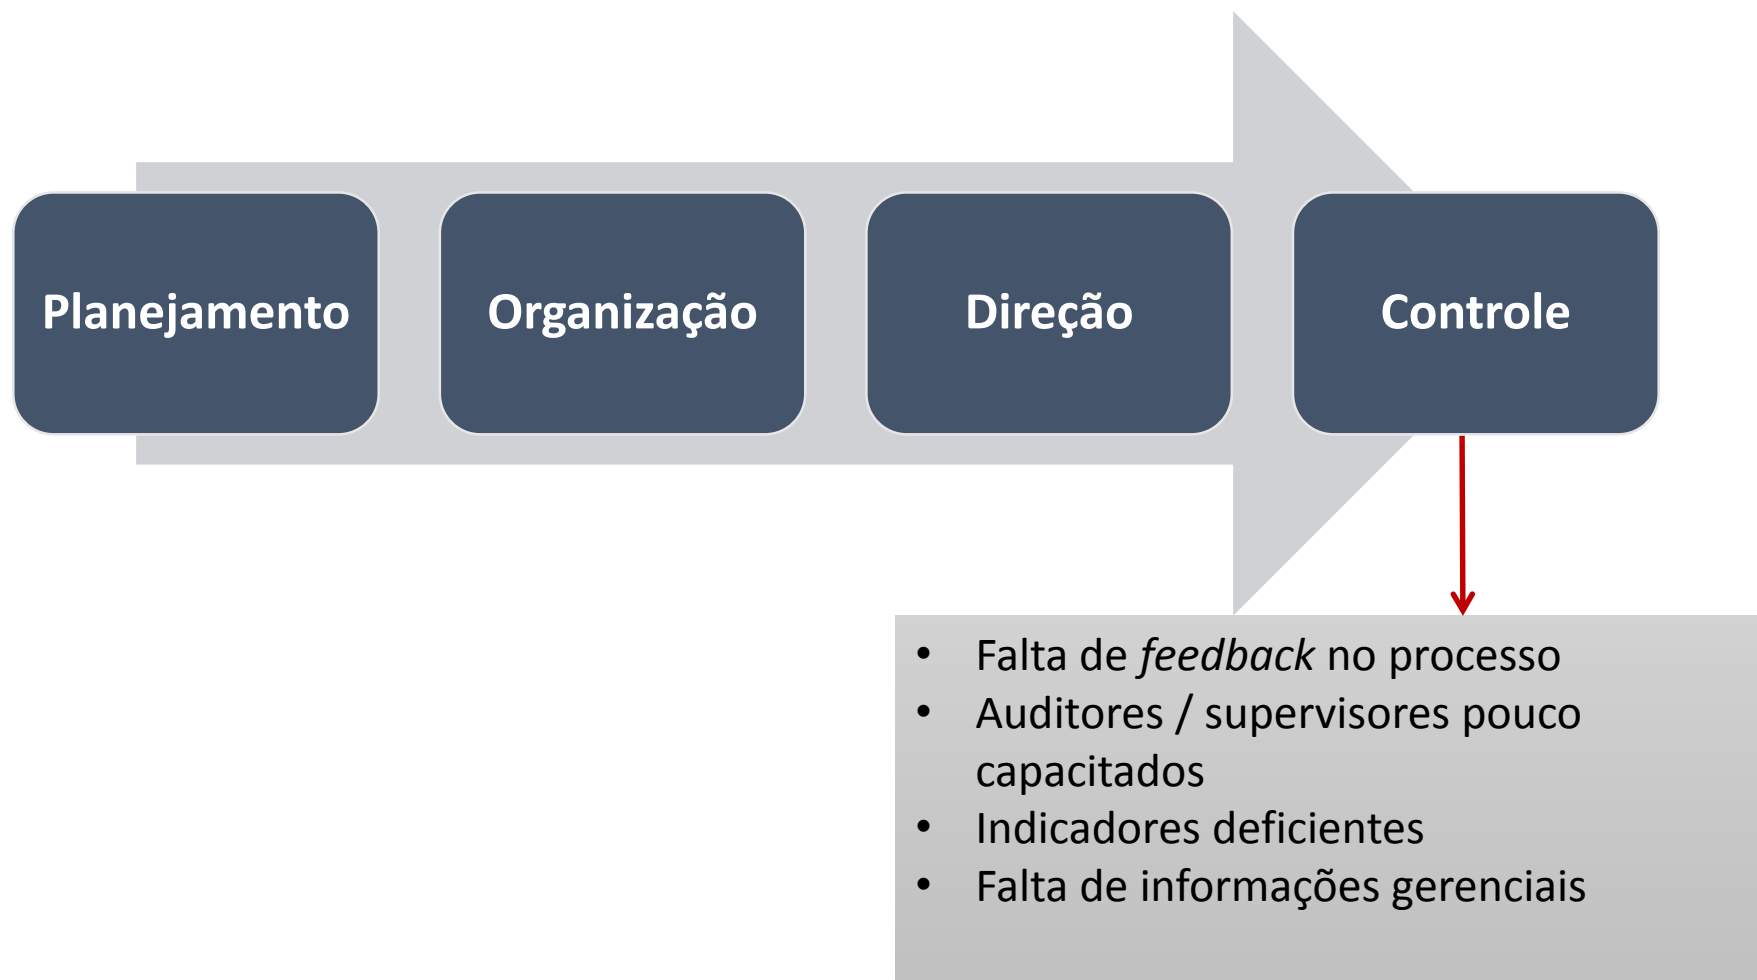 Planejamento
Organização
Direção
Controle
• Falta de feedback no processo
• Auditores / supervisores pouco
capacitados
• Indicadores deficientes
• Falta de informações gerenciais